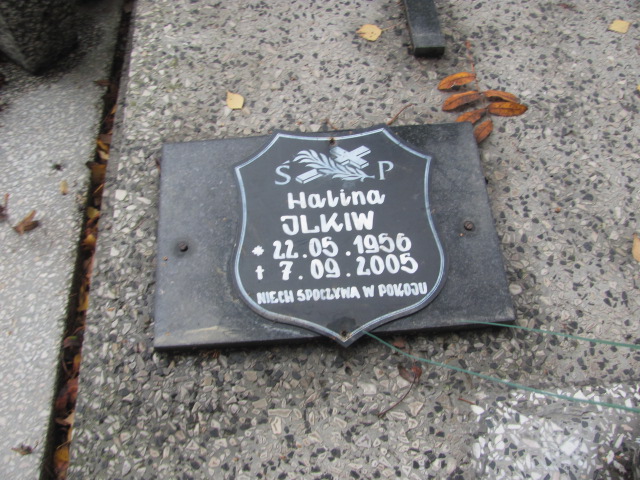 Ś P
Halina
ILKIW
* 22.05.1956
† 7.09.2005
NIECH SPOCZYWA W POKOJU